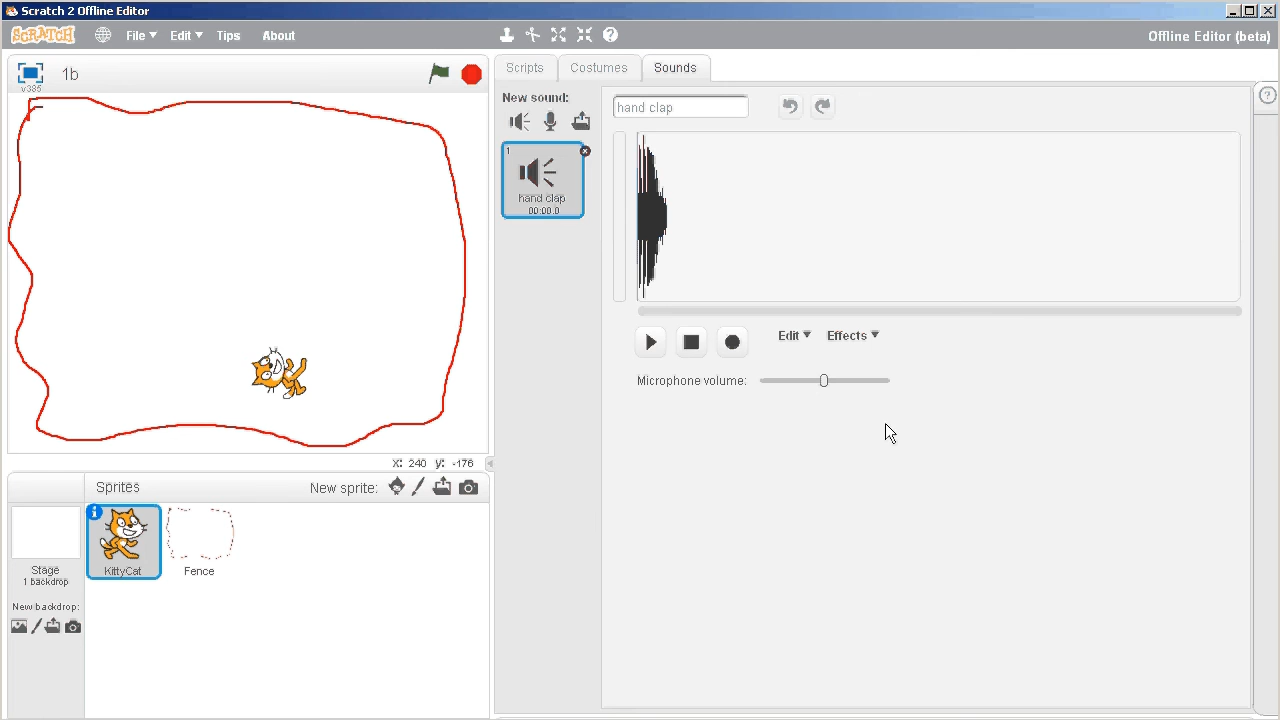 Scratch 2 Offline Editor
SCRATCH File Edit Tips About Offline Editor (beta)
1b
v385
Scripts Costumes Sounds
New sound:
hand clap
1
hand clap
00:00.0
Edit Effects
Microphone volume:
X: 240 y: -176
Sprites New sprite:
KittyCat
Fence
Stage
1 backdrop
New backdrop: